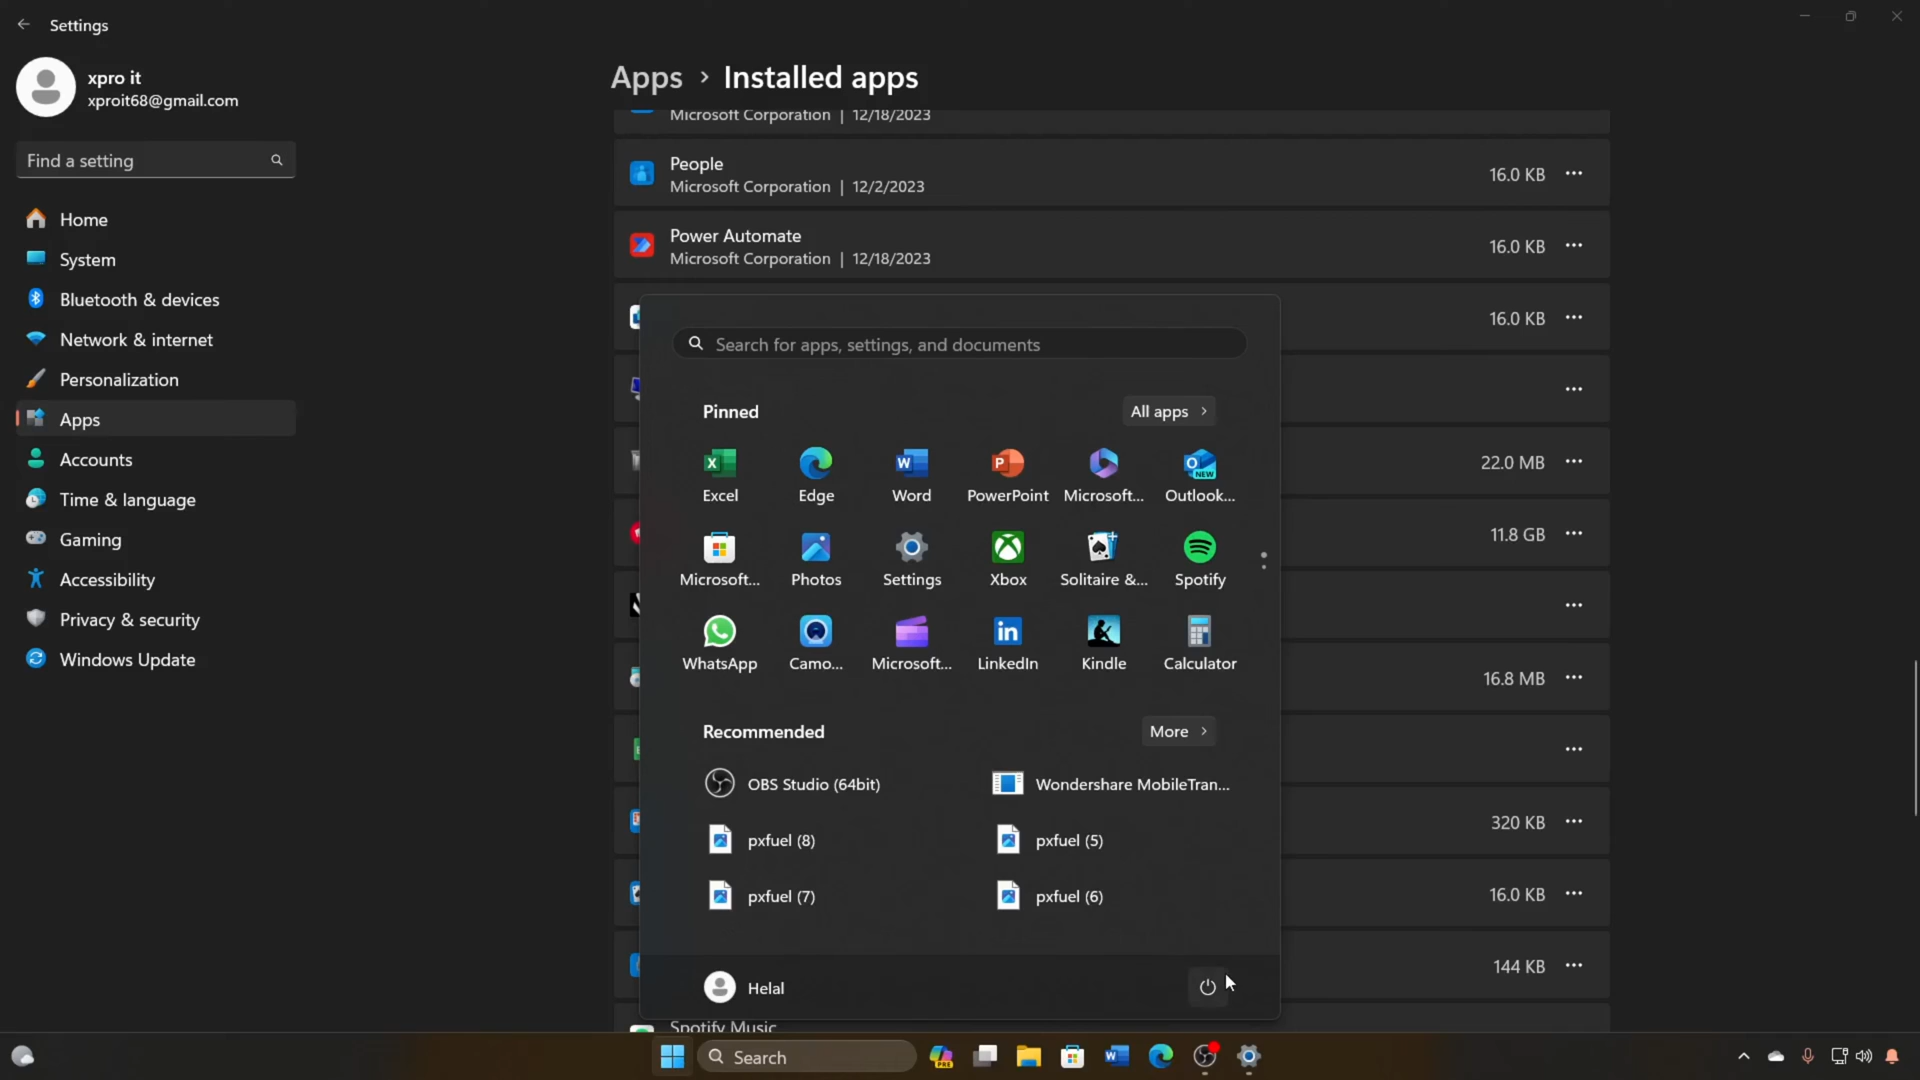 Settings
xpro it
xproit68@gmail.com
Find a setting
Home
System
Bluetooth & devices
Network & internet
Personalization
Apps
Accounts
Time & language
Gaming
Accessibility
Privacy & security
Windows Update
Apps > Installed apps
Microsoft Corporation | 12/18/2023
People
Microsoft Corporation | 12/2/2023
16.0 KB
Power Automate
Microsoft Corporation | 12/18/2023
16.0 KB
16.0 KB
22.0 MB
11.8 GB
16.8 MB
320 KB
16.0 KB
144 KB
Spotify Music
Search for apps, settings, and documents
Pinned
All apps >
Excel
Edge
Word
PowerPoint
Microsoft...
Outlook...
Microsoft...
Photos
Settings
Xbox
Solitaire &...
Spotify
WhatsApp
Camo...
Microsoft...
LinkedIn
Kindle
Calculator
Recommended
More >
OBS Studio (64bit)
Wondershare MobileTran...
pxfuel (8)
pxfuel (5)
pxfuel (7)
pxfuel (6)
Helal
Search
PRE